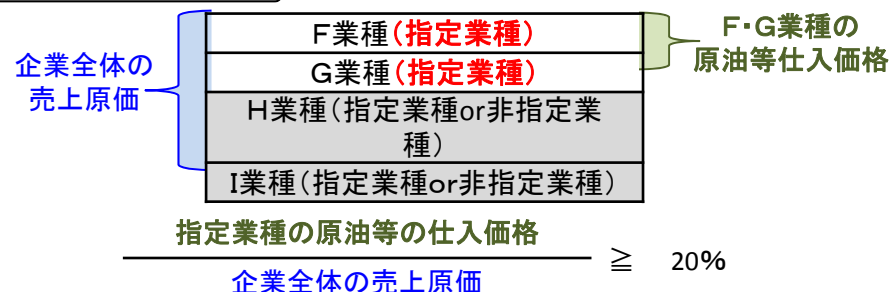 F業種(指定業種)
G業種(指定業種)
H業種(指定業種or非指定業
種)
I業種(指定業種or非指定業種)
企業全体の
売上原価
F・G業種の
原油等仕入価格
指定業種の原油等の仕入価格
企業全体の売上原価
≧ 20%